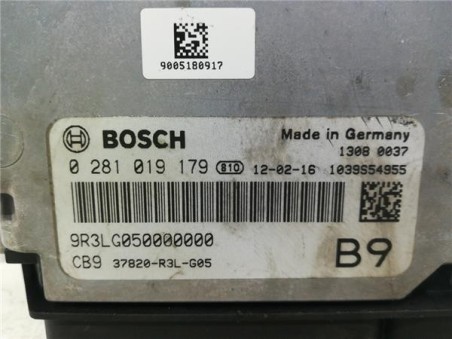 9005180917
BOSCH
Made in Germany
1308 0037
0 281 019 179 810 12-02-16 1039S54955
9R3LG050000000
CB9 37820-R3L-G05
B9